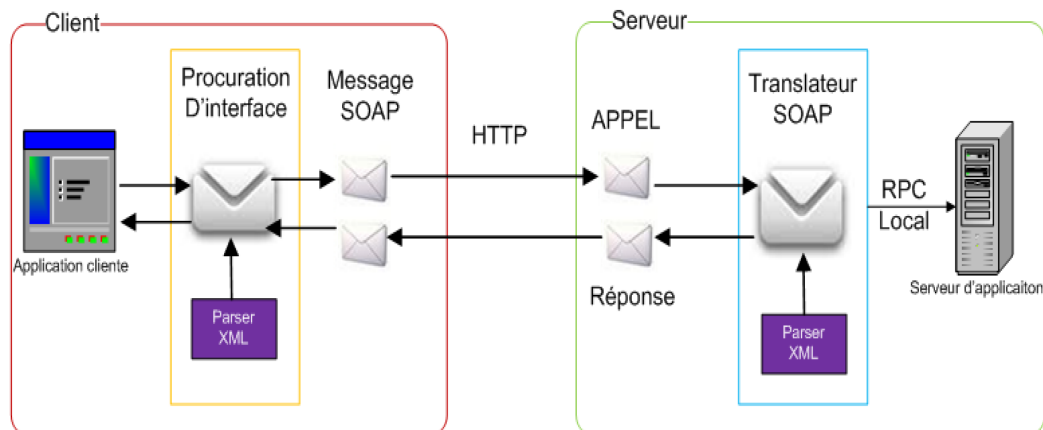 Client
Serveur
Procuration
D'interface
Message
SOAP
HTTP
APPEL
Translateur
SOAP
RPC
Local
Application cliente
Réponse
Serveur d'applicaiton
Parser
XML
Parser
XML